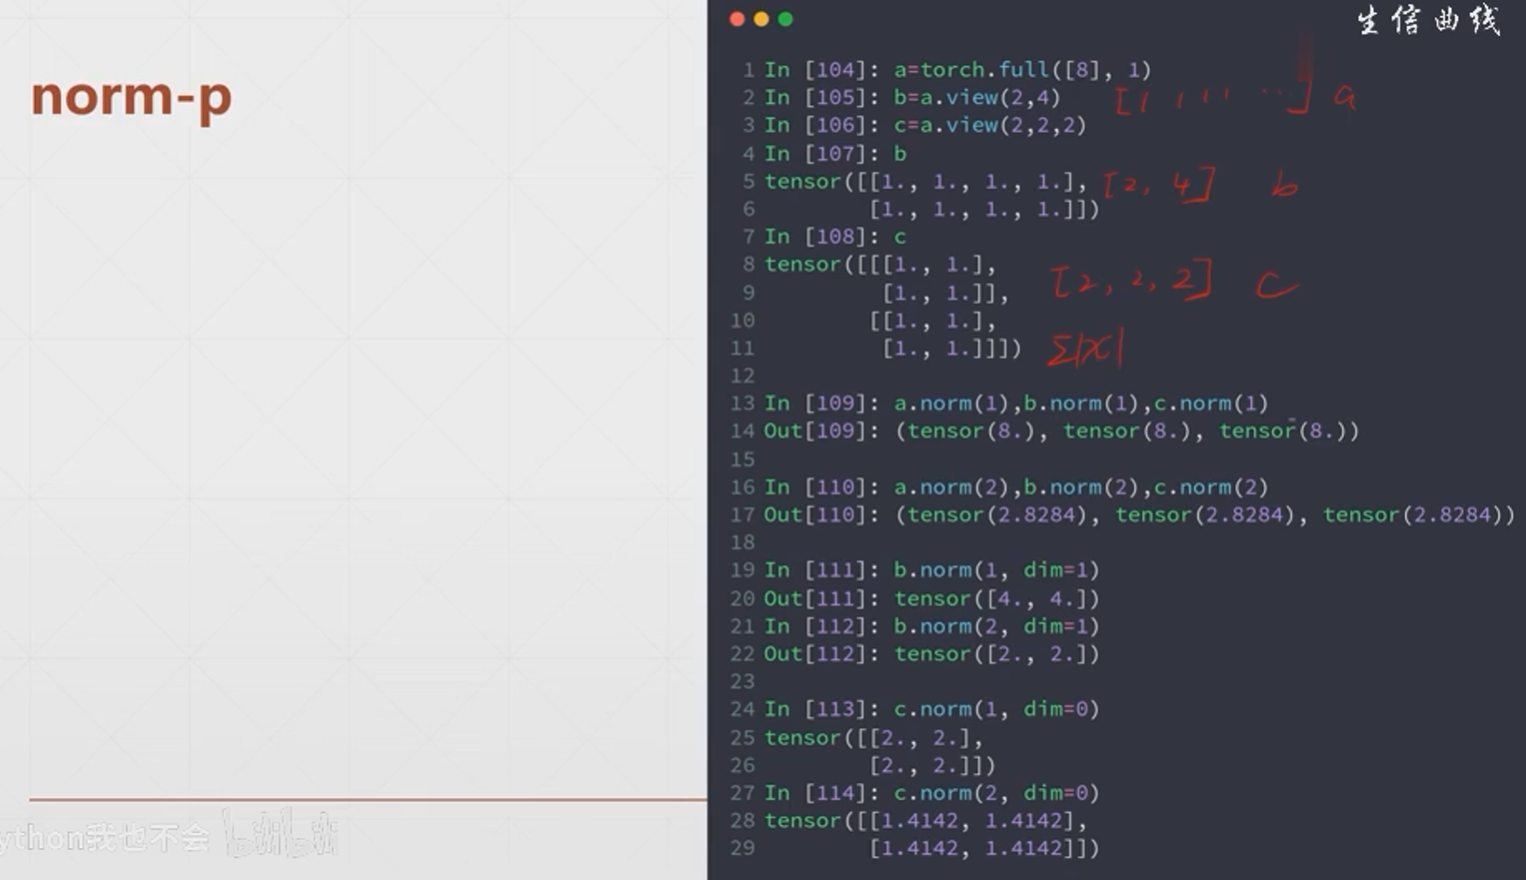 norm-p
生信曲线
1 In [104]: a=torch.full([8], 1)
2 In [105]: b=a.view(2,4)
[1 1 1 1 ...] a
3 In [106]: c=a.view(2,2,2)
4 In [107]: b
5 tensor([[1., 1., 1., 1.],
[2, 4] b
6 [1., 1., 1., 1.]])
7 In [108]: c
8 tensor([[[1., 1.],
[2, 2, 2] c
9 [1., 1.]],
10 [[1., 1.],
11 [1., 1.]]])
Σ|x|
12
13 In [109]: a.norm(1),b.norm(1),c.norm(1)
14 Out[109]: (tensor(8.), tensor(8.), tensor(8.))
15
16 In [110]: a.norm(2),b.norm(2),c.norm(2)
17 Out[110]: (tensor(2.8284), tensor(2.8284), tensor(2.8284))
18
19 In [111]: b.norm(1, dim=1)
20 Out[111]: tensor([4., 4.])
21 In [112]: b.norm(2, dim=1)
22 Out[112]: tensor([2., 2.])
23
24 In [113]: c.norm(1, dim=0)
25 tensor([[2., 2.],
26 [2., 2.]])
27 In [114]: c.norm(2, dim=0)
28 tensor([[1.4142, 1.4142],
29 [1.4142, 1.4142]])
ython我也不会 bilibili